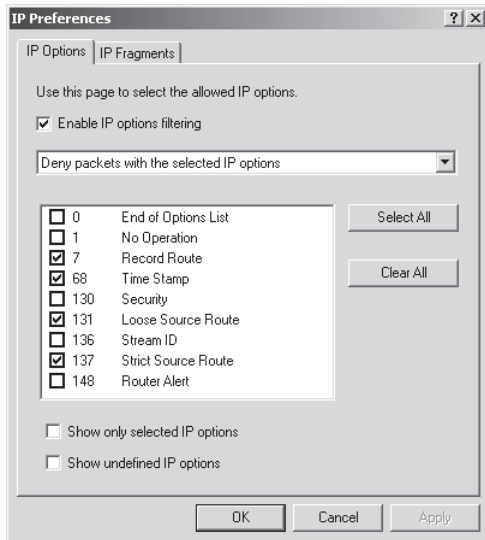 IP Preferences
? X
IP Options IP Fragments
Use this page to select the allowed IP options.
Enable IP options filtering
Deny packets with the selected IP options
0 End of Options List
1 No Operation
7 Record Route
68 Time Stamp
130 Security
131 Loose Source Route
136 Stream ID
137 Strict Source Route
148 Router Alert
Select All
Clear All
Show only selected IP options
Show undefined IP options
OK Cancel Apply